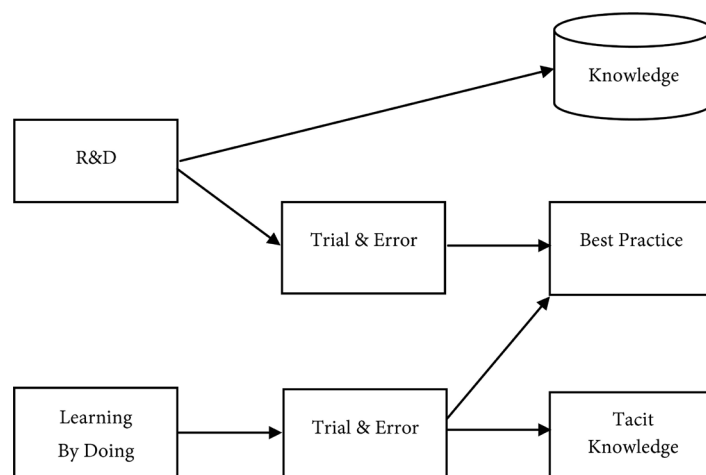 Knowledge
R&D
Trial & Error
Best Practice
Learning
By Doing
Trial & Error
Tacit
Knowledge